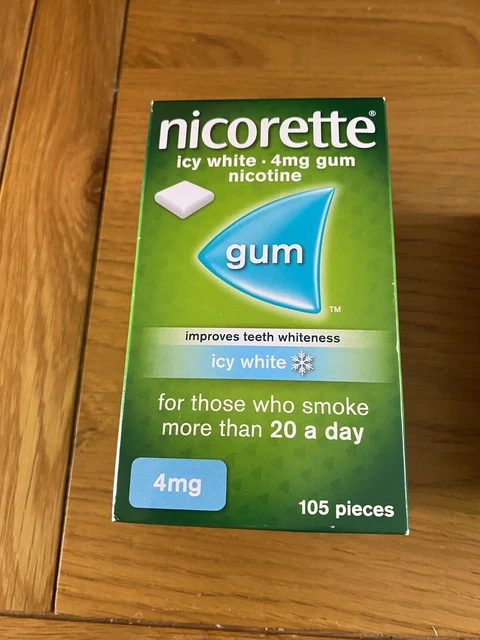 nicorette®
icy white · 4mg gum
nicotine
gum
™
improves teeth whiteness
icy white
for those who smoke
more than 20 a day
4mg
105 pieces